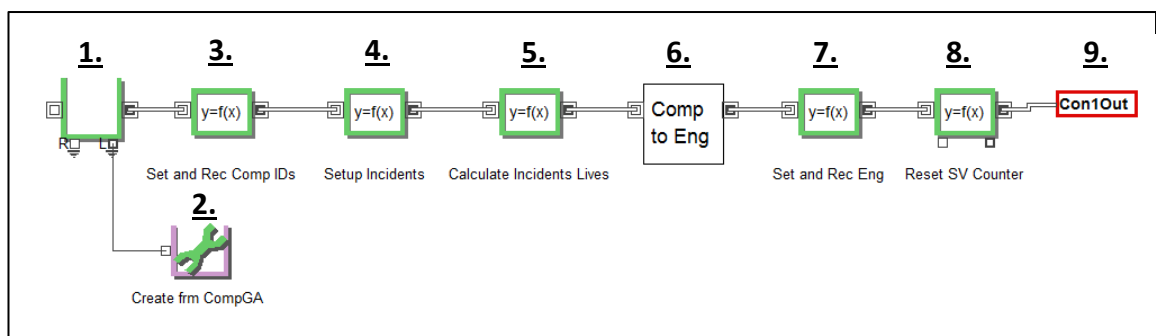 1.
3.
4.
5.
6.
7.
8.
9.
y=f(x)
y=f(x)
y=f(x)
Comp
to Eng
y=f(x)
y=f(x)
Con1Out
R
L
Set and Rec Comp IDs
Setup Incidents
Calculate Incidents Lives
Set and Rec Eng
Reset SV Counter
2.
Create frm CompGA